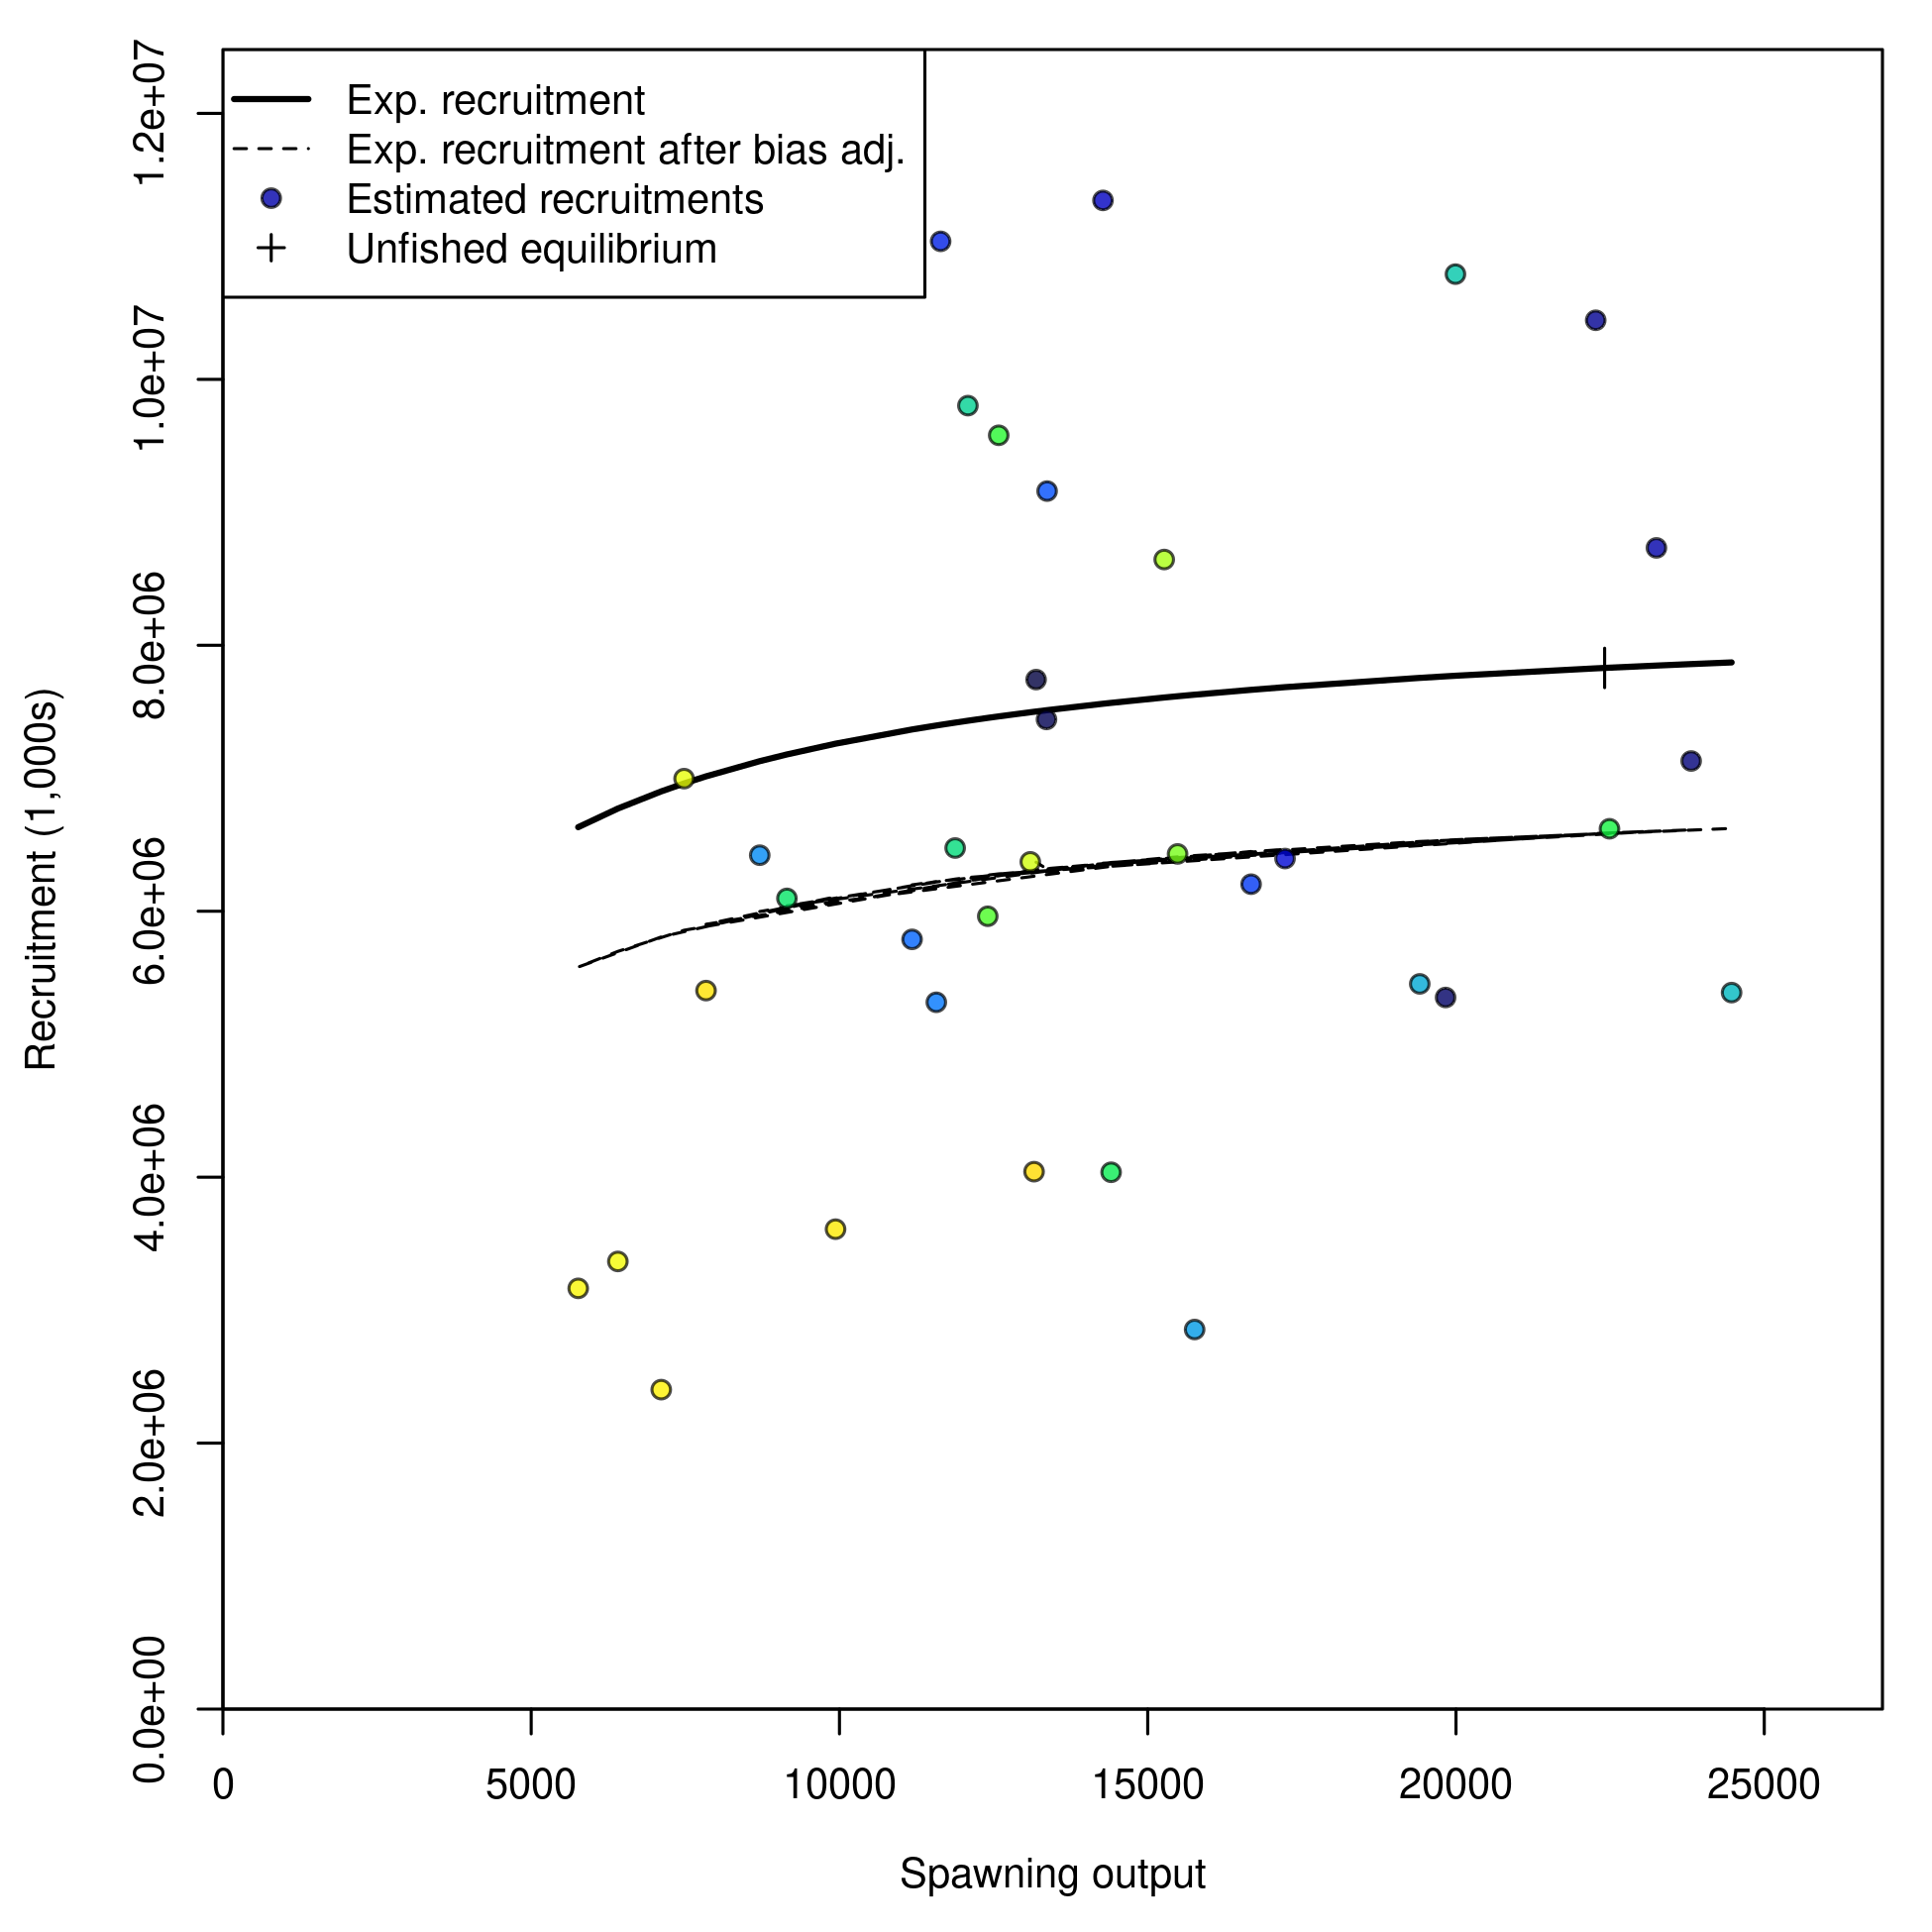 Exp. recruitment
Exp. recruitment after bias adj.
Estimated recruitments
Unfished equilibrium
Recruitment (1,000s)
1.2e+07
1.0e+07
8.0e+06
6.0e+06
4.0e+06
2.0e+06
0.0e+00
0 5000 10000 15000 20000 25000
Spawning output